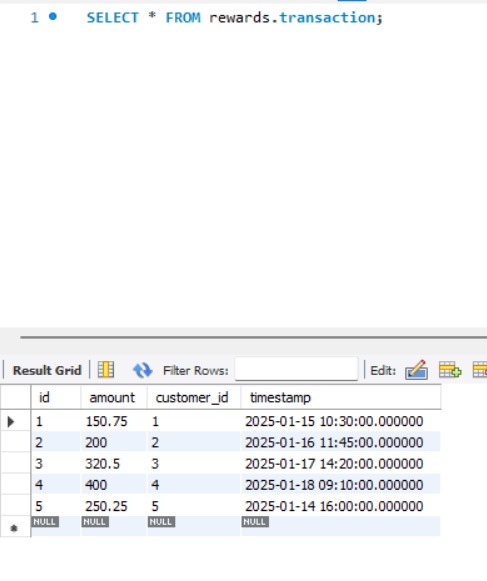 1 SELECT * FROM rewards.transaction;
Result Grid Filter Rows: Edit:
id amount customer_id timestamp
1 150.75 1 2025-01-15 10:30:00.000000
2 200 2 2025-01-16 11:45:00.000000
3 320.5 3 2025-01-17 14:20:00.000000
4 400 4 2025-01-18 09:10:00.000000
5 250.25 5 2025-01-14 16:00:00.000000
NULL NULL NULL NULL